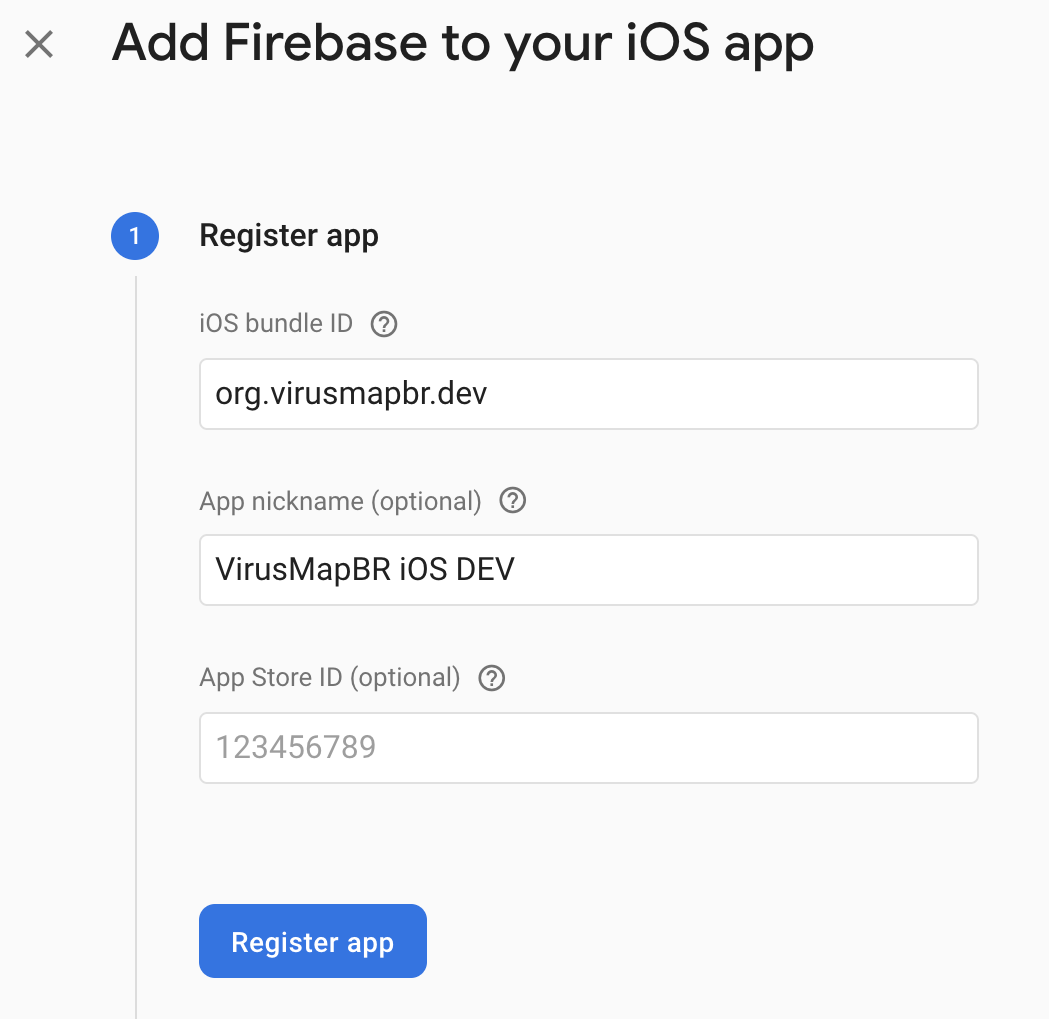 Add Firebase to your iOS app
1
Register app
iOS bundle ID ?
org.virusmapbr.dev
App nickname (optional) ?
VirusMapBR iOS DEV
App Store ID (optional) ?
123456789
Register app